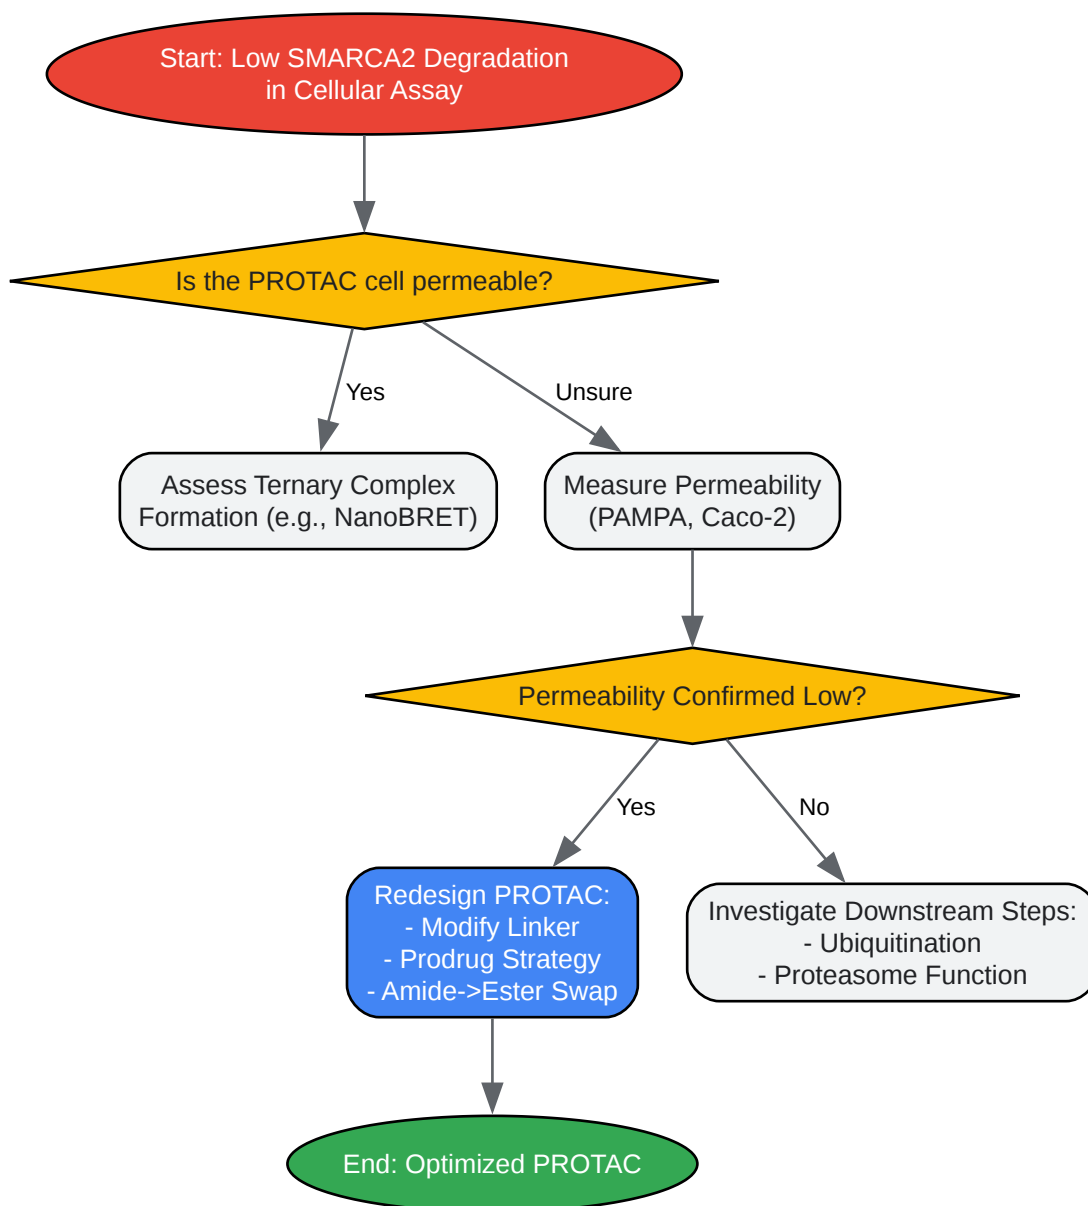 Start: Low SMARCA2 Degradation
in Cellular Assay
Is the PROTAC cell permeable?
Yes
Unsure
Assess Ternary Complex
Formation (e.g., NanoBRET)
Measure Permeability
(PAMPA, Caco-2)
Permeability Confirmed Low?
Yes
No
Redesign PROTAC:
- Modify Linker
- Prodrug Strategy
- Amide->Ester Swap
Investigate Downstream Steps:
- Ubiquitination
- Proteasome Function
End: Optimized PROTAC